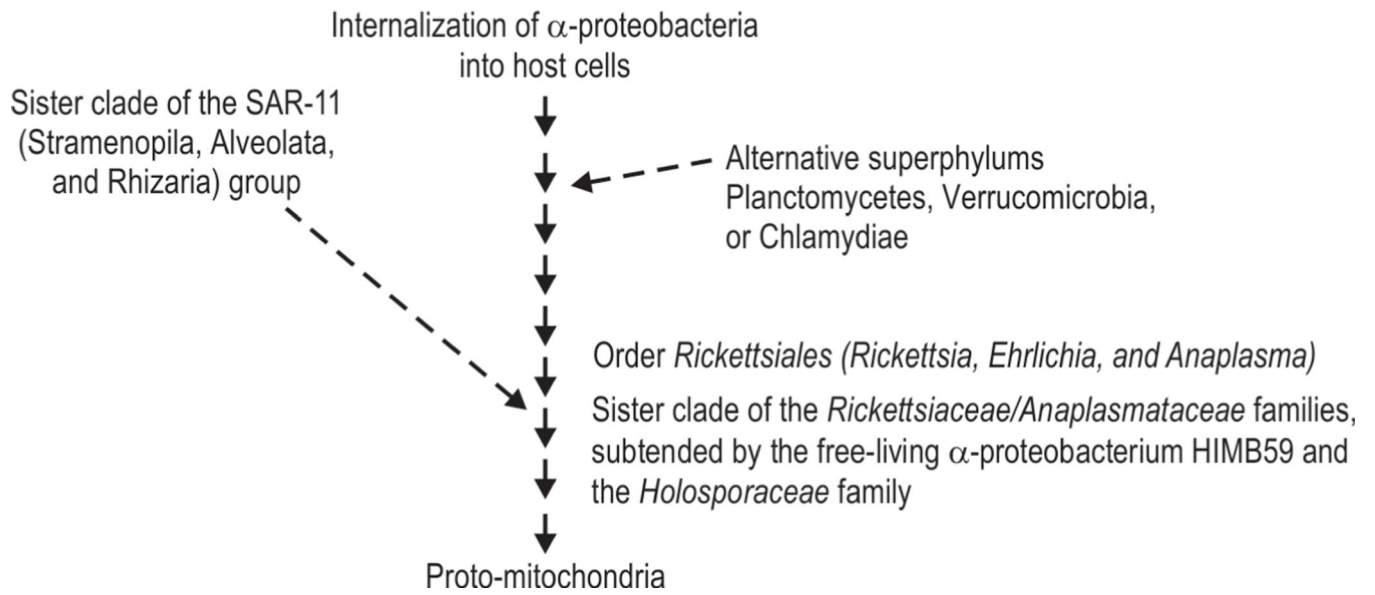 Internalization of α-proteobacteria
into host cells
Sister clade of the SAR-11
(Stramenopila, Alveolata,
and Rhizaria) group
Alternative superphylums
Planctomycetes, Verrucomicrobia,
or Chlamydiae
Order Rickettsiales (Rickettsia, Ehrlichia, and Anaplasma)
Sister clade of the Rickettsiaceae/Anaplasmataceae families,
subtended by the free-living α-proteobacterium HIMB59 and
the Holosporaceae family
Proto-mitochondria